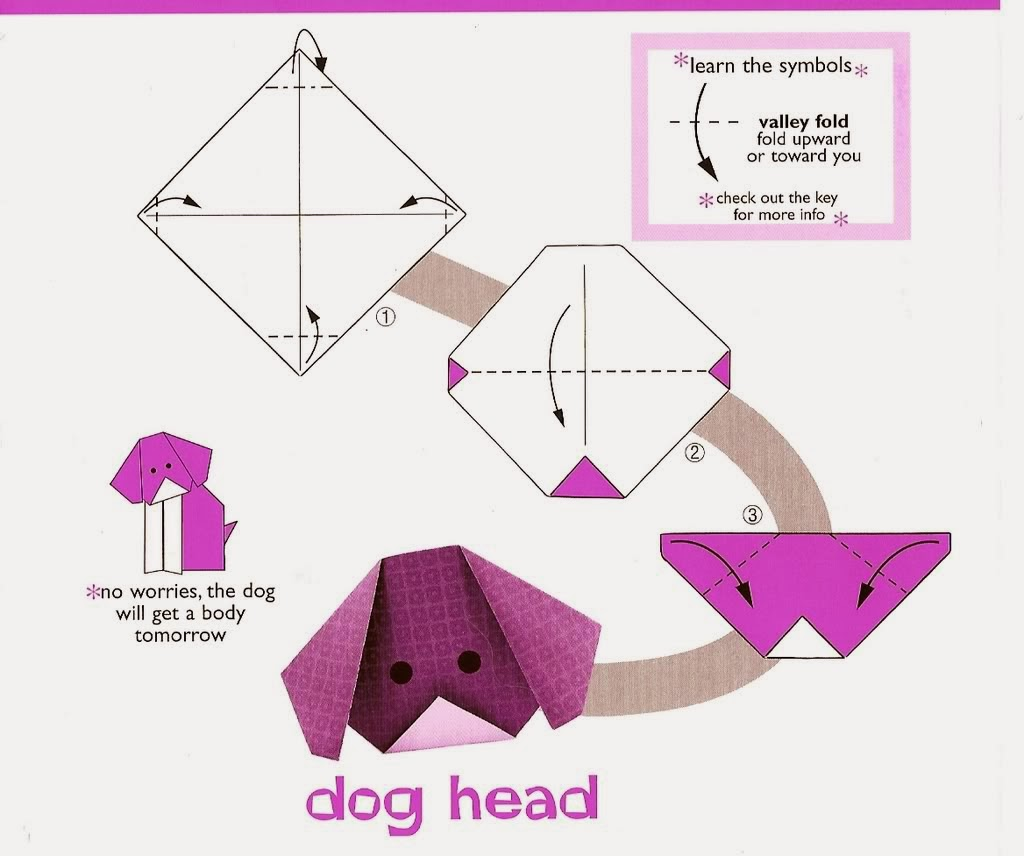 *learn the symbols*
valley fold
fold upward
or toward you
*check out the key
for more info *
1
2
3
*no worries, the dog
will get a body
tomorrow
dog head